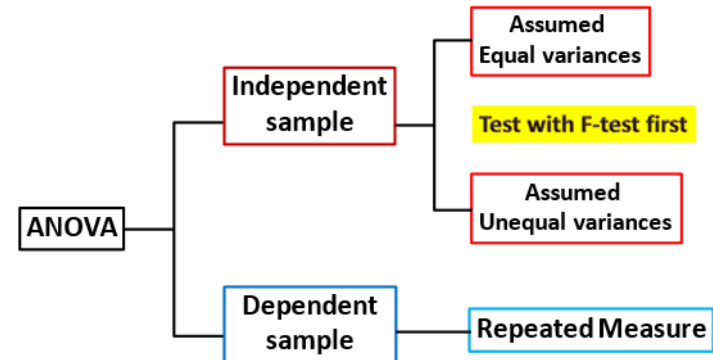 Assumed
Equal variances
Independent
sample
Test with F-test first
Assumed
Unequal variances
ANOVA
Dependent
sample
Repeated Measure